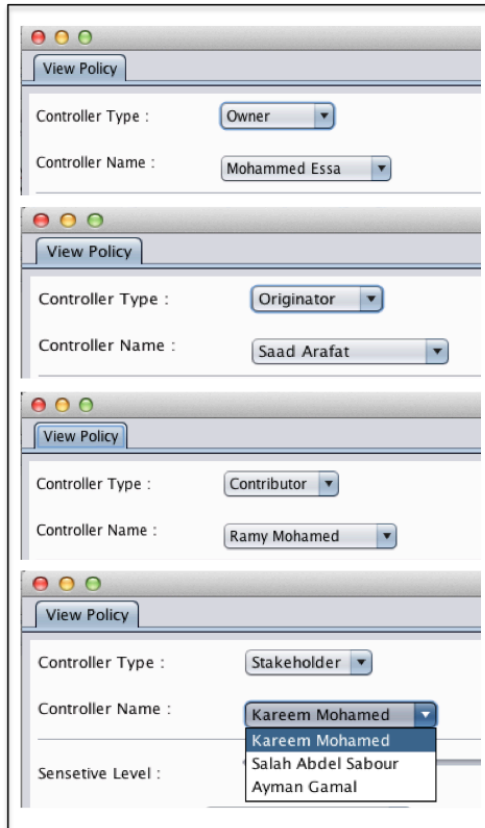 View Policy
Controller Type : Owner
Controller Name : Mohammed Essa
View Policy
Controller Type : Originator
Controller Name : Saad Arafat
View Policy
Controller Type : Contributor
Controller Name : Ramy Mohamed
View Policy
Controller Type : Stakeholder
Controller Name : Kareem Mohamed
Kareem Mohamed
Salah Abdel Sabour
Sensetive Level :
Ayman Gamal